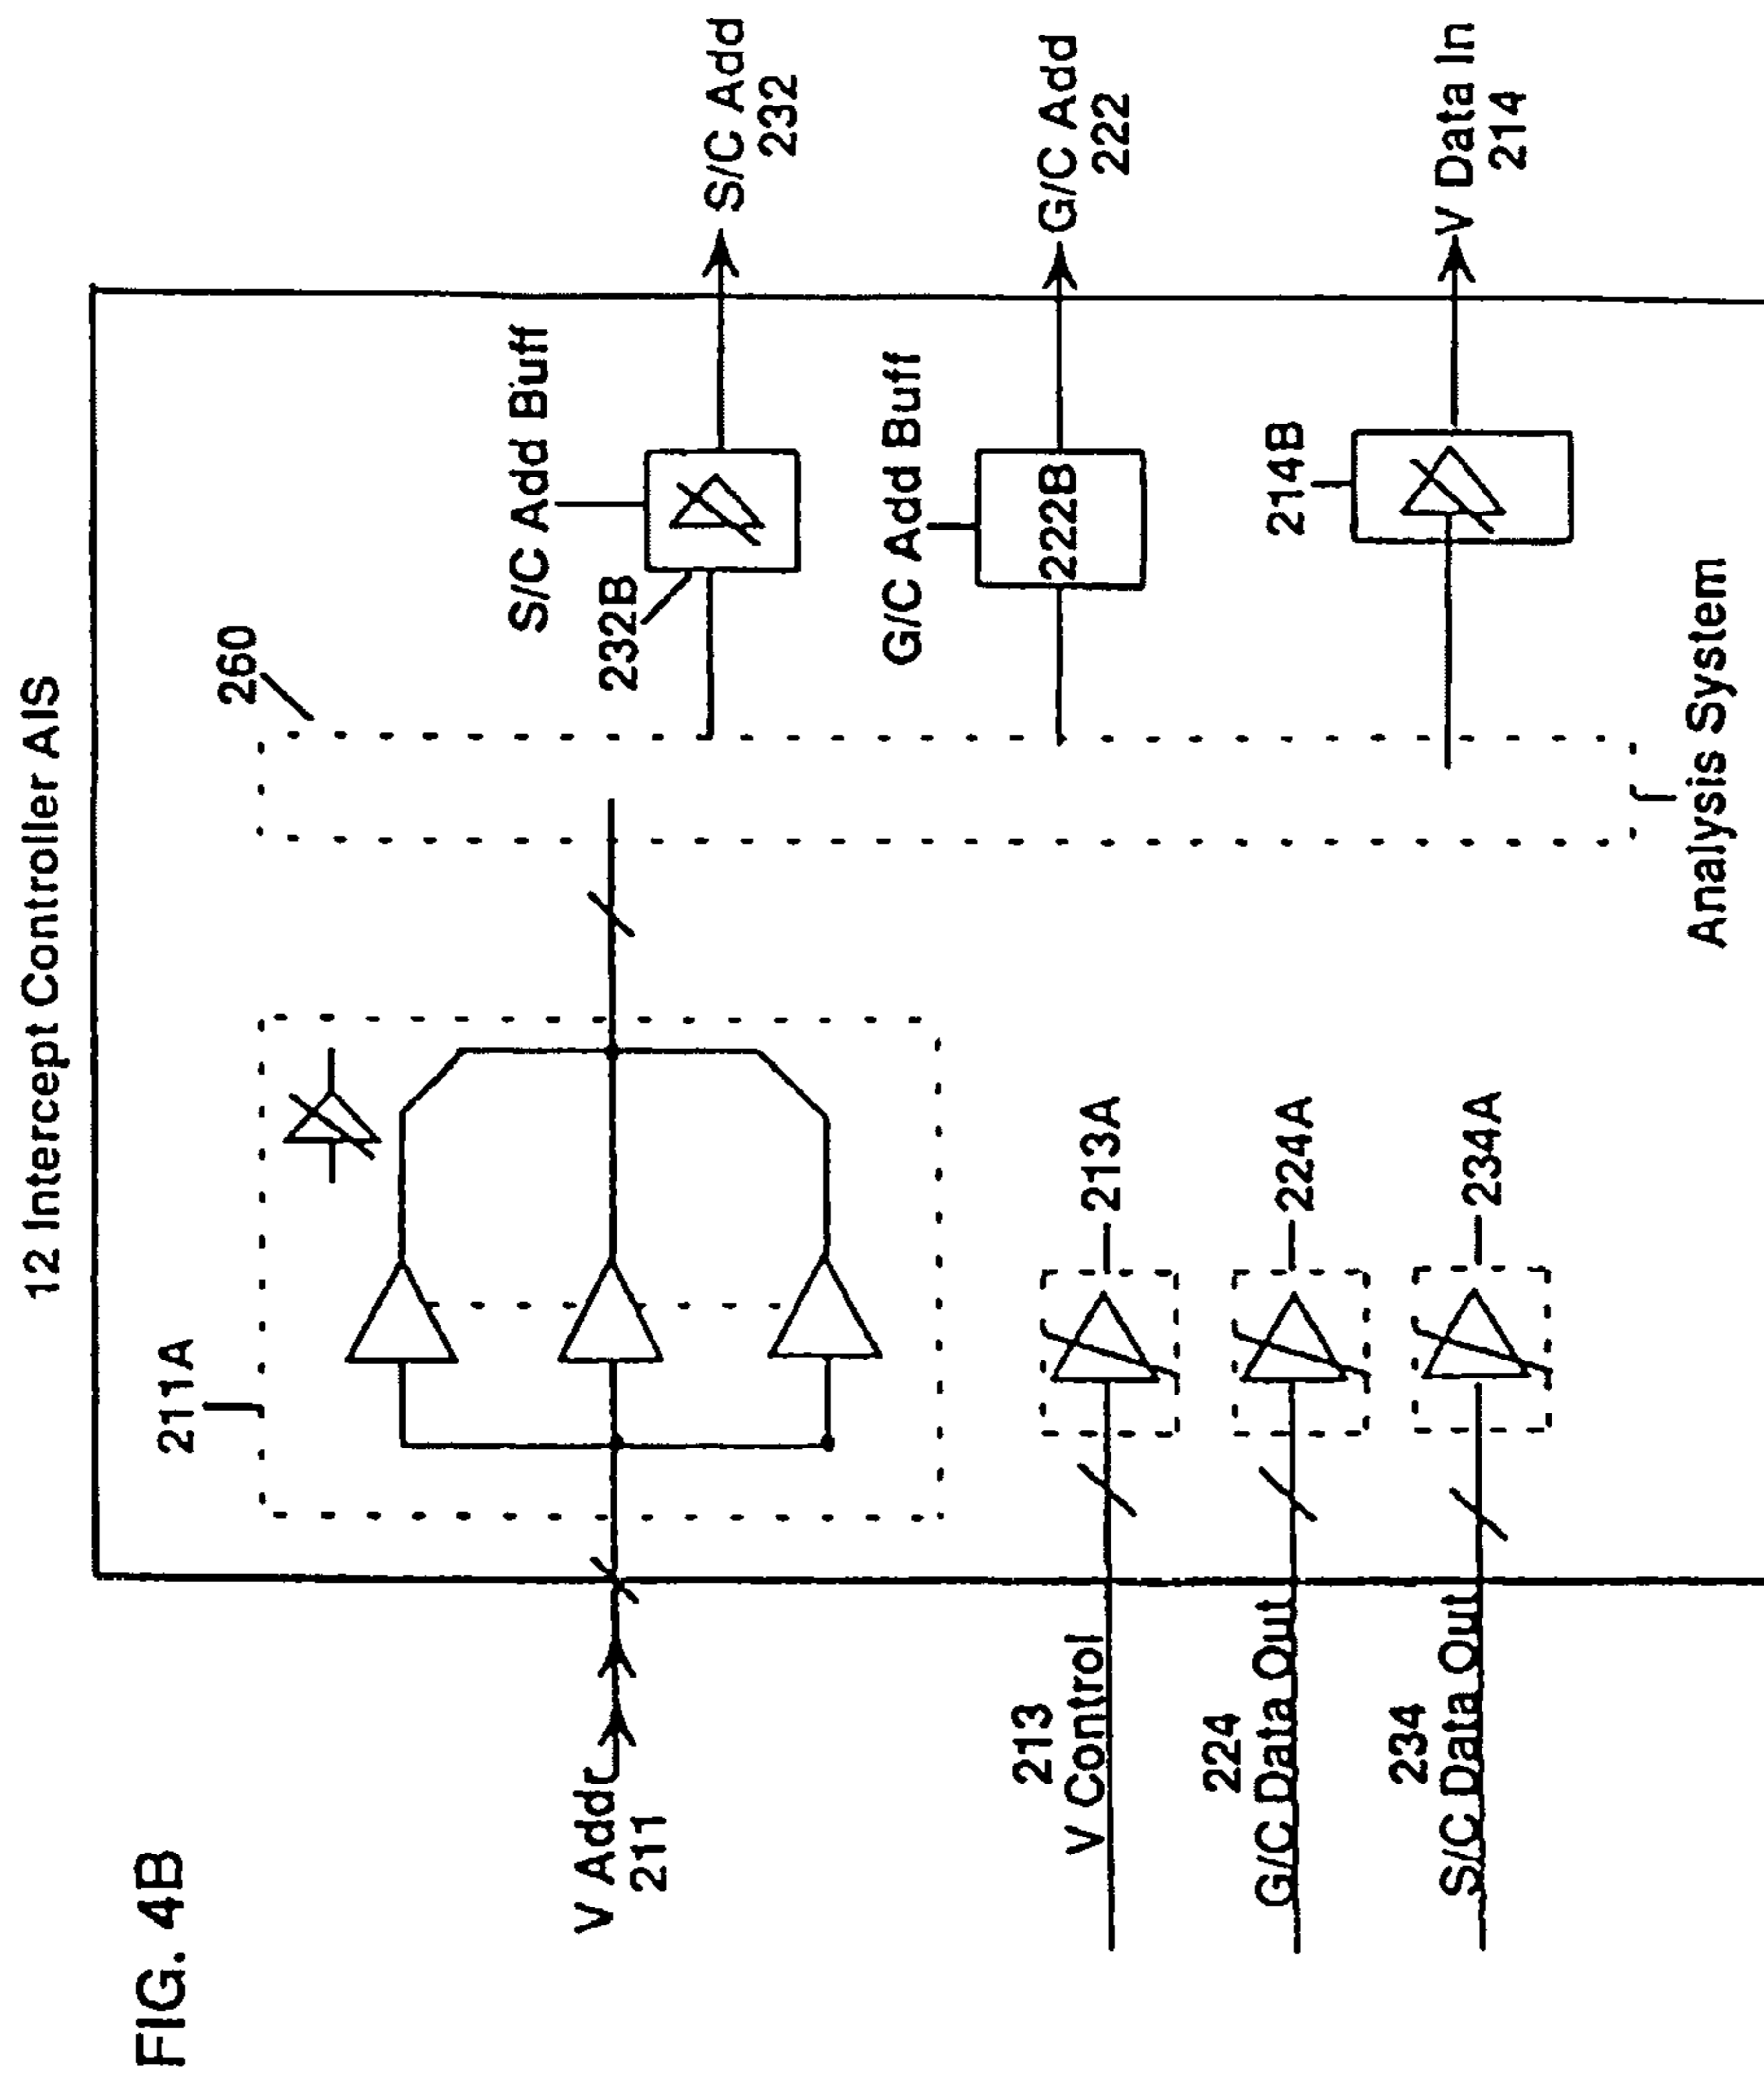 FIG. 4B
12 Intercept Controller AIS
V Add
211
211A
260
S/C Add Buff
232B
S/C Add
232
G/C Add Buff
222B
G/C Add
222
213
V Control
213A
224
G/C Data Out
224A
234
S/C Data Out
234A
214B
V Data In
214
Analysis System